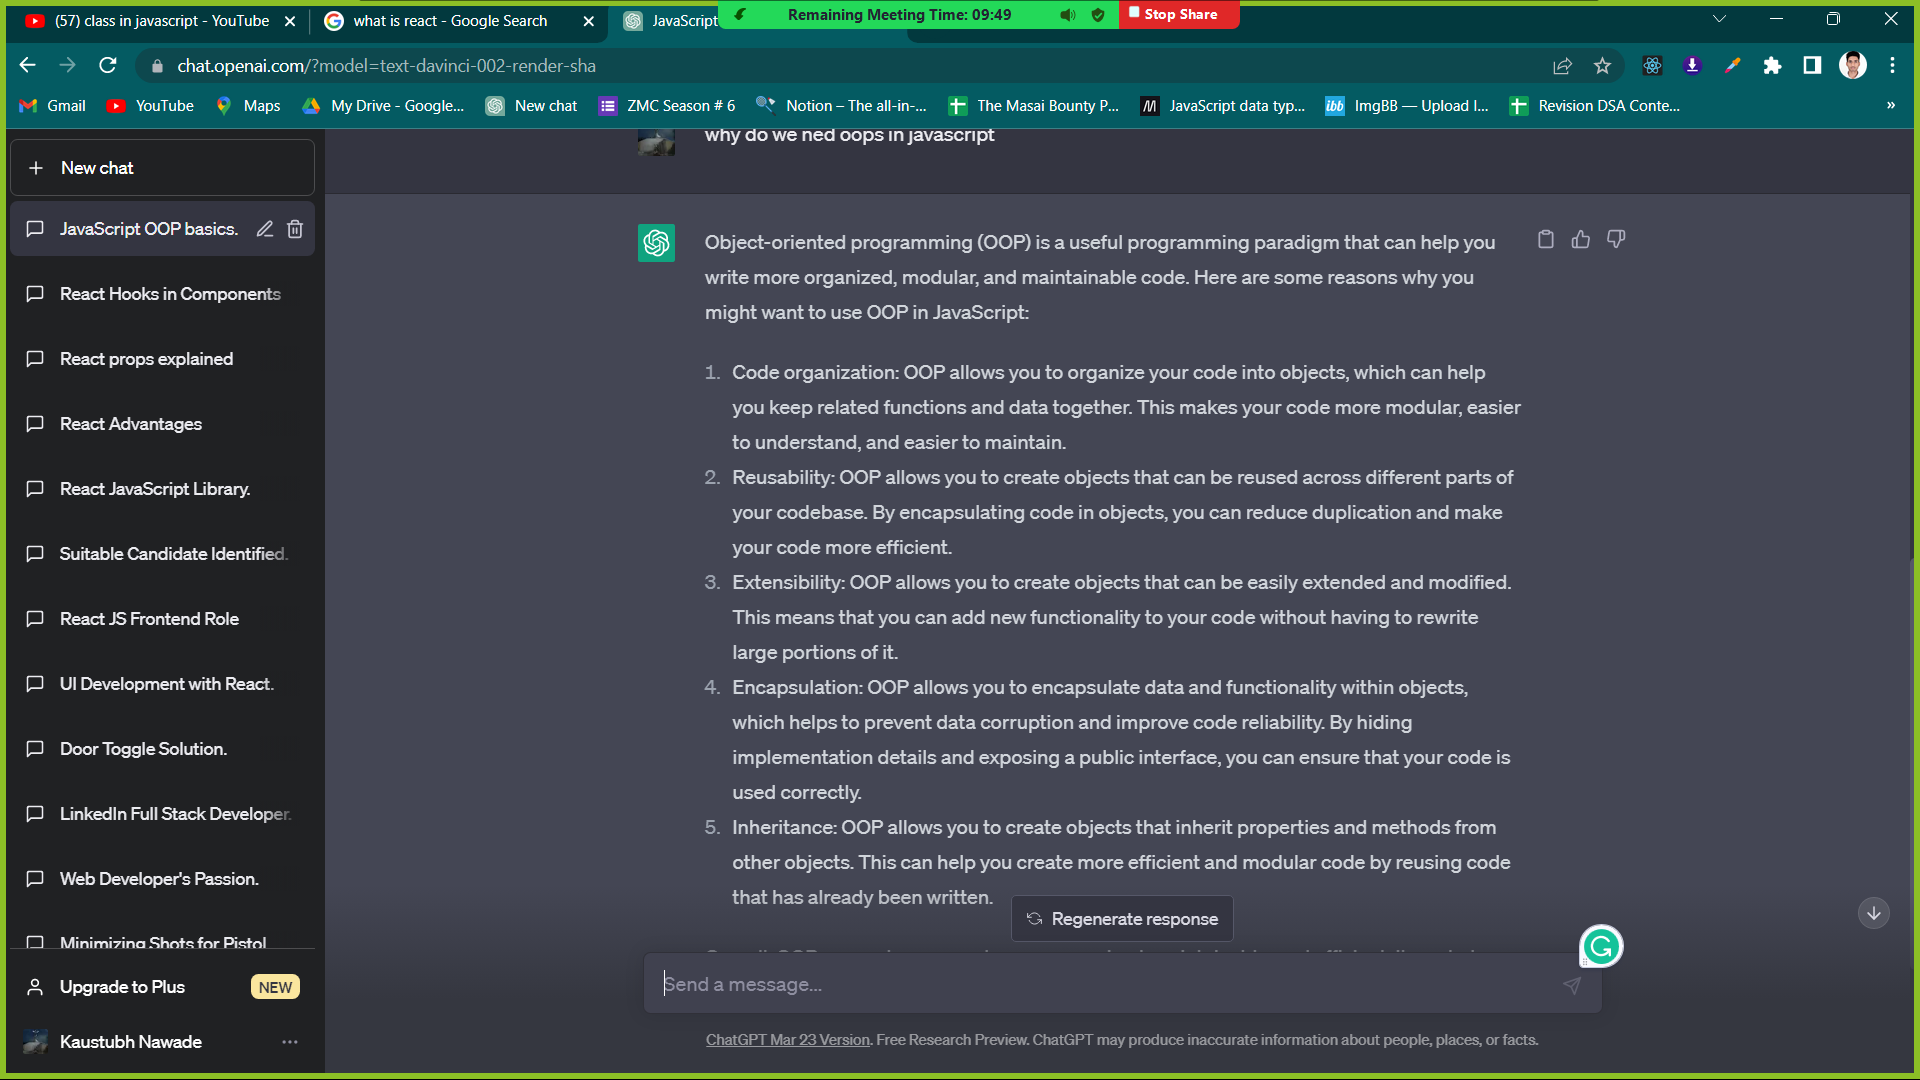 (57) class in javascript - YouTube
what is react - Google Search
JavaScript
Remaining Meeting Time: 09:49
Stop Share
chat.openai.com/?model=text-davinci-002-render-sha
Gmail
YouTube
Maps
My Drive - Google...
New chat
ZMC Season # 6
Notion – The all-in-...
The Masai Bounty P...
M
JavaScript data typ...
ibb
ImgBB — Upload I...
Revision DSA Conte...
»
New chat
JavaScript OOP basics.
React Hooks in Components
React props explained
React Advantages
React JavaScript Library.
Suitable Candidate Identified.
React JS Frontend Role
UI Development with React.
Door Toggle Solution.
LinkedIn Full Stack Developer.
Web Developer's Passion.
Minimizing Shots for Pistol
Upgrade to Plus
NEW
Kaustubh Nawade
why do we ned oops in javascript
Object-oriented programming (OOP) is a useful programming paradigm that can help you
write more organized, modular, and maintainable code. Here are some reasons why you
might want to use OOP in JavaScript:
1. Code organization: OOP allows you to organize your code into objects, which can help
you keep related functions and data together. This makes your code more modular, easier
to understand, and easier to maintain.
2. Reusability: OOP allows you to create objects that can be reused across different parts of
your codebase. By encapsulating code in objects, you can reduce duplication and make
your code more efficient.
3. Extensibility: OOP allows you to create objects that can be easily extended and modified.
This means that you can add new functionality to your code without having to rewrite
large portions of it.
4. Encapsulation: OOP allows you to encapsulate data and functionality within objects,
which helps to prevent data corruption and improve code reliability. By hiding
implementation details and exposing a public interface, you can ensure that your code is
used correctly.
5. Inheritance: OOP allows you to create objects that inherit properties and methods from
other objects. This can help you create more efficient and modular code by reusing code
that has already been written.
Regenerate response
Send a message...
ChatGPT Mar 23 Version. Free Research Preview. ChatGPT may produce inaccurate information about people, places, or facts.